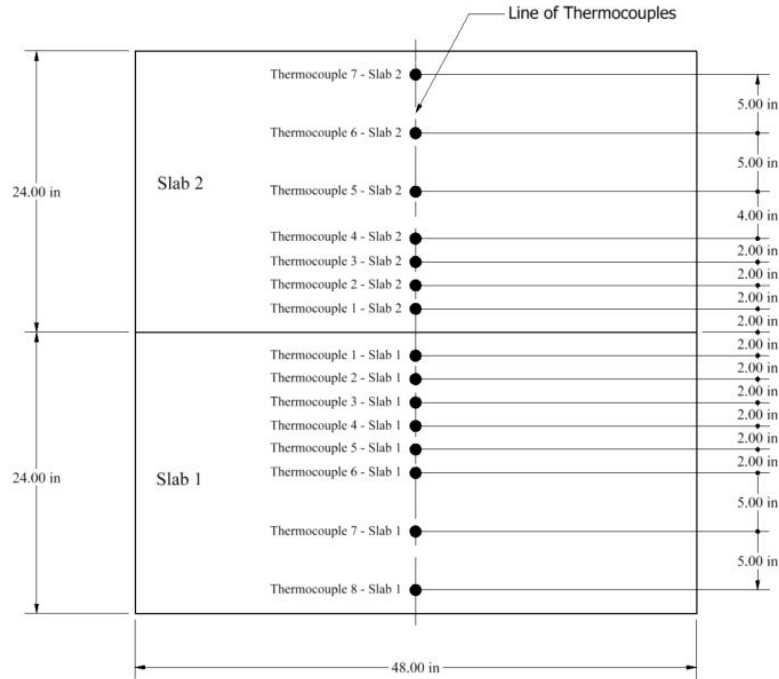 Line of Thermocouples
Thermocouple 7 - Slab 2
5.00 in
Thermocouple 6 - Slab 2
5.00 in
Slab 2
24.00 in
Thermocouple 5 - Slab 2
4.00 in
Thermocouple 4 - Slab 2
2.00 in
Thermocouple 3 - Slab 2
2.00 in
Thermocouple 2 - Slab 2
2.00 in
Thermocouple 1 - Slab 2
2.00 in
2.00 in
Thermocouple 1 - Slab 1
2.00 in
Thermocouple 2 - Slab 1
2.00 in
Thermocouple 3 - Slab 1
2.00 in
Thermocouple 4 - Slab 1
2.00 in
Thermocouple 5 - Slab 1
2.00 in
Thermocouple 6 - Slab 1
24.00 in
Slab 1
5.00 in
Thermocouple 7 - Slab 1
5.00 in
Thermocouple 8 - Slab 1
48.00 in